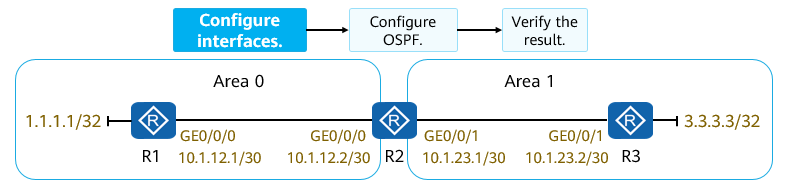 Configure
interfaces.
Configure
OSPF.
Verify the
result.
Area 0
Area 1
1.1.1.1/32
R
R
R
3.3.3.3/32
GE0/0/0
GE0/0/0
GE0/0/1
GE0/0/1
R1
10.1.12.1/30
10.1.12.2/30
R2
10.1.23.1/30
10.1.23.2/30
R3